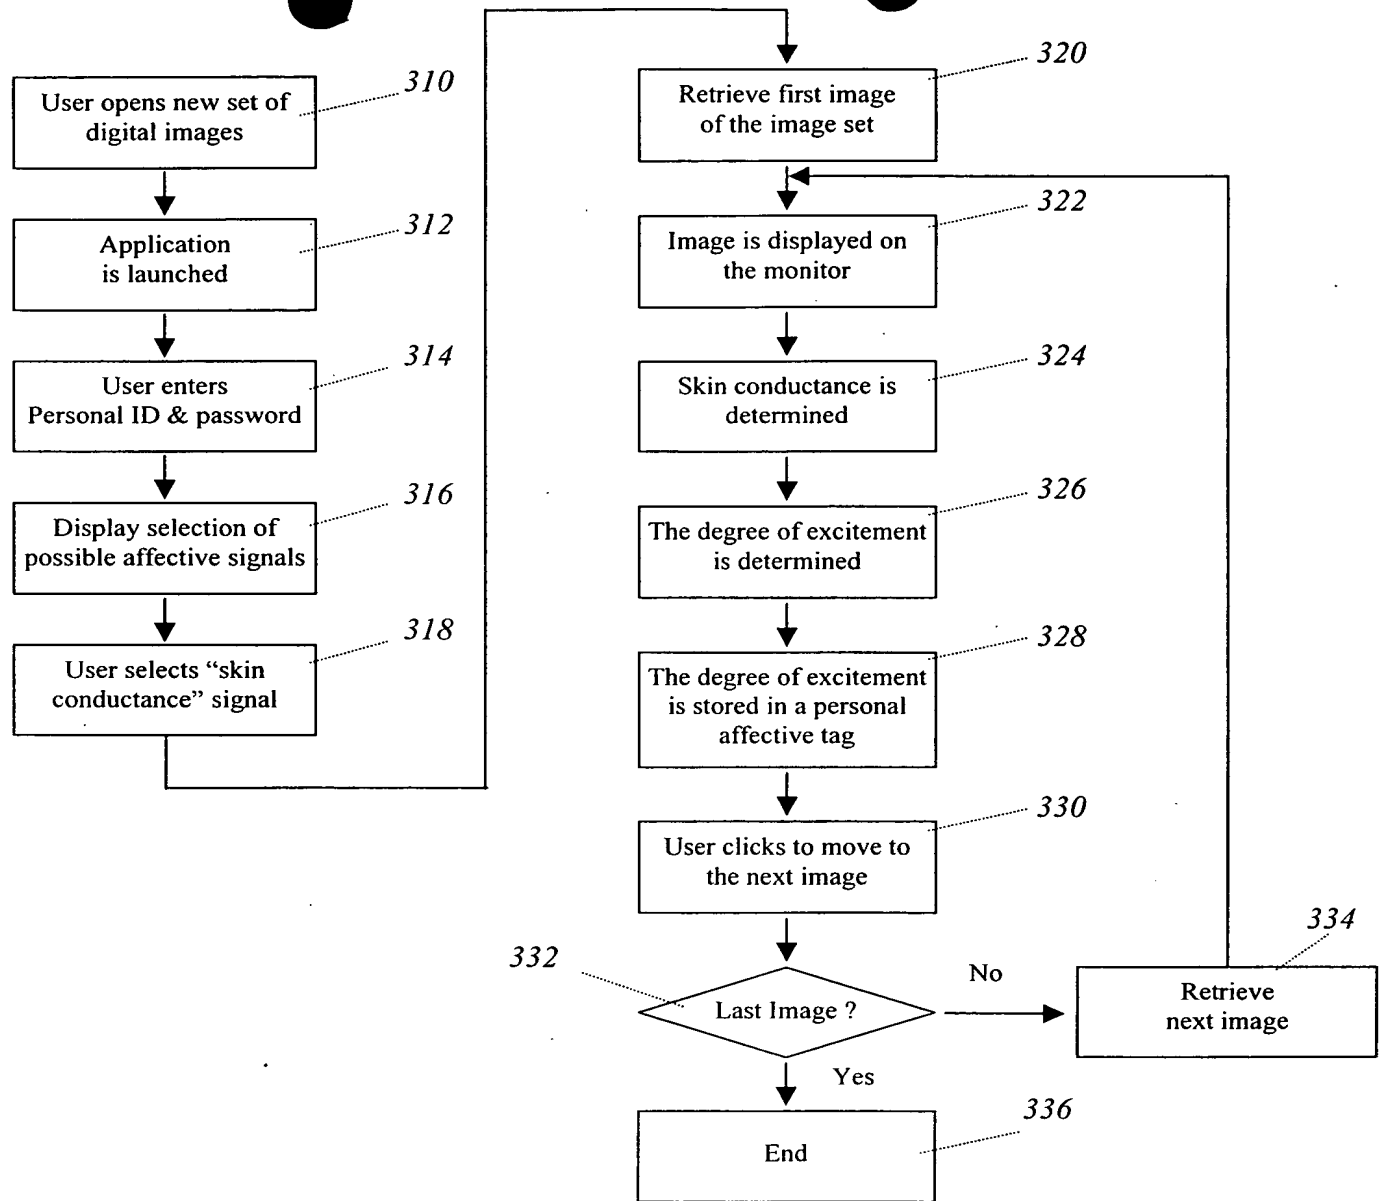 310
User opens new set of
digital images
312
Application
is launched
314
User enters
Personal ID & password
316
Display selection of
possible affective signals
318
User selects “skin
conductance” signal
320
Retrieve first image
of the image set
322
Image is displayed on
the monitor
324
Skin conductance is
determined
326
The degree of excitement
is determined
328
The degree of excitement
is stored in a personal
affective tag
330
User clicks to move to
the next image
332
Last Image ?
No
334
Retrieve
next image
Yes
336
End